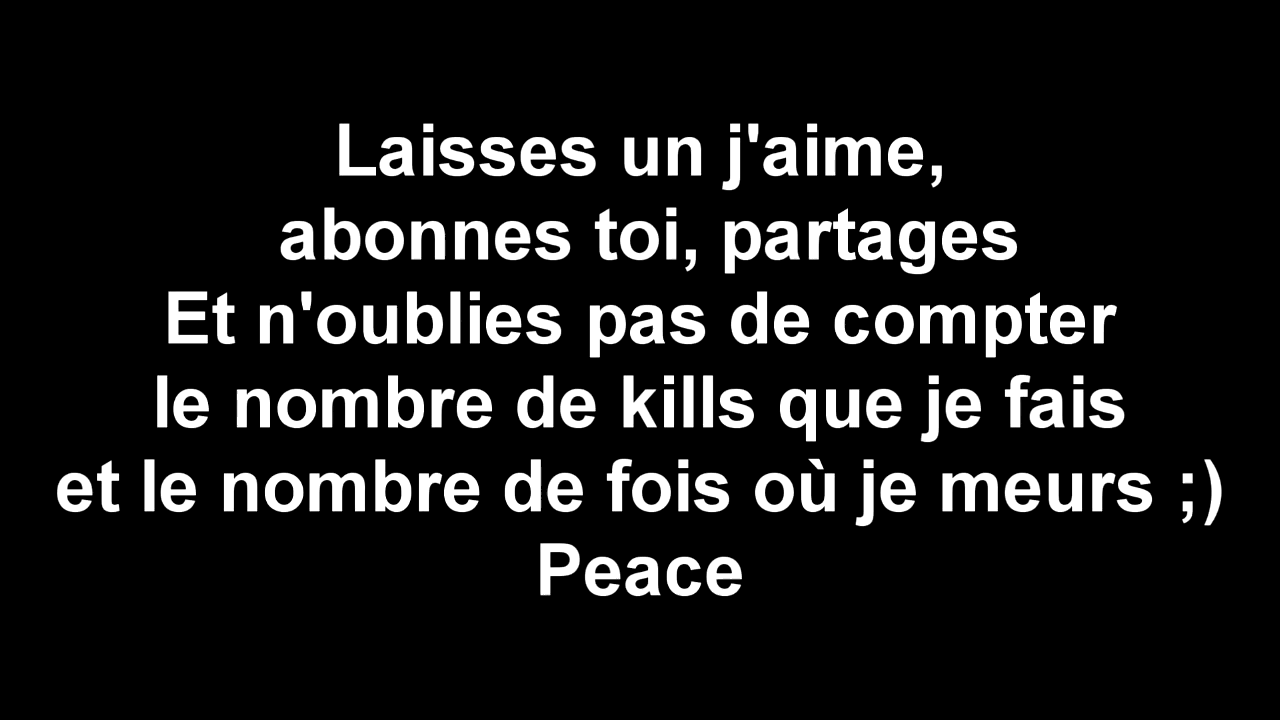 Laisses un j'aime,
abonnes toi, partages
Et n'oublies pas de compter
le nombre de kills que je fais
et le nombre de fois où je meurs ;)
Peace